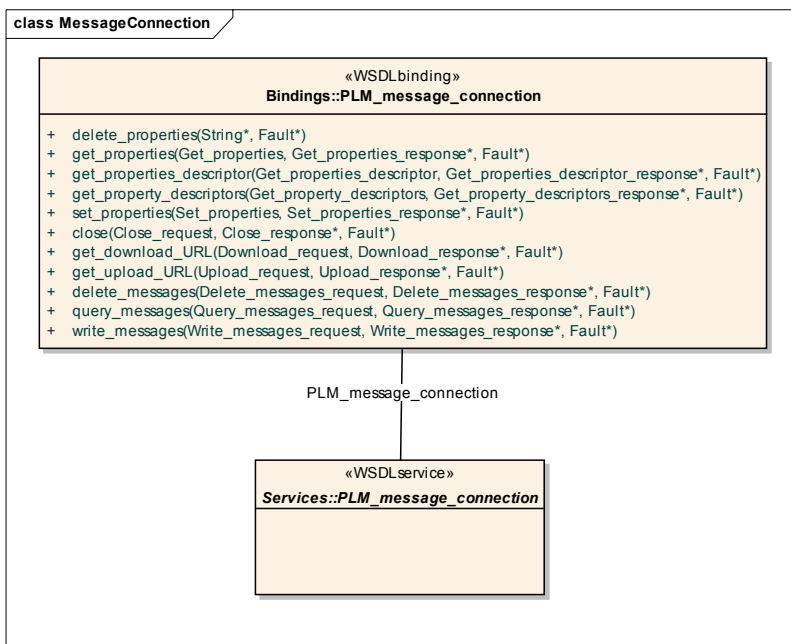 class MessageConnection
«WSDLbinding»
Bindings::PLM_message_connection
+ delete_properties(String*, Fault*)
+ get_properties(Get_properties, Get_properties_response*, Fault*)
+ get_properties_descriptor(Get_properties_descriptor, Get_properties_descriptor_response*, Fault*)
+ get_property_descriptors(Get_property_descriptors, Get_property_descriptors_response*, Fault*)
+ set_properties(Set_properties, Set_properties_response*, Fault*)
+ close(Close_request, Close_response*, Fault*)
+ get_download_URL(Download_request, Download_response*, Fault*)
+ get_upload_URL(Upload_request, Upload_response*, Fault*)
+ delete_messages(Delete_messages_request, Delete_messages_response*, Fault*)
+ query_messages(Query_messages_request, Query_messages_response*, Fault*)
+ write_messages(Write_messages_request, Write_messages_response*, Fault*)
PLM_message_connection
«WSDLservice»
Services::PLM_message_connection